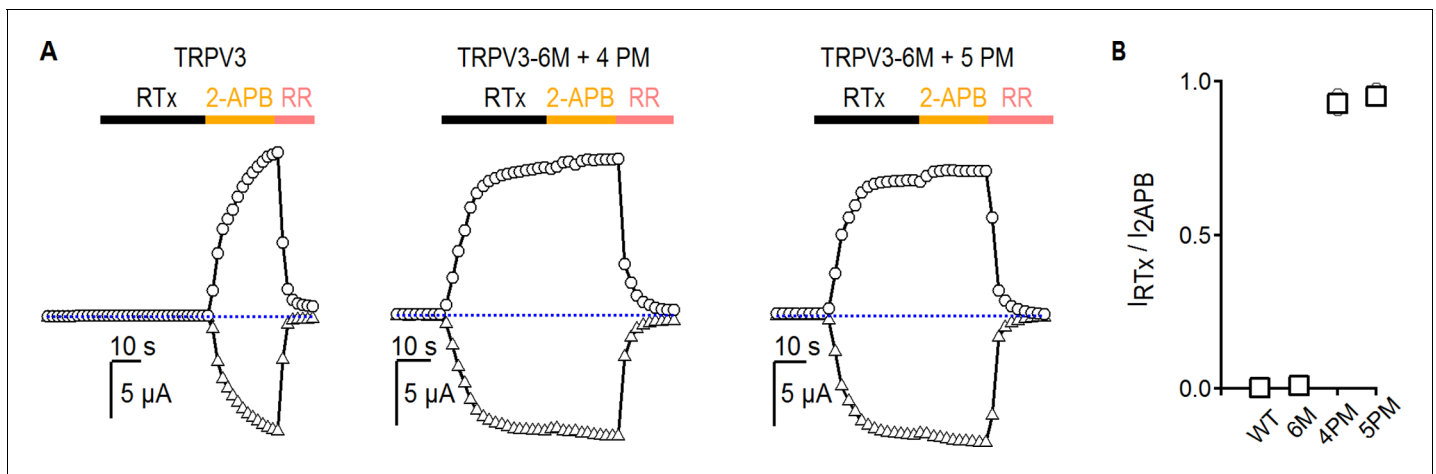 A
TRPV3
RTx 2-APB RR
10 s
5 µA
TRPV3-6M + 4 PM
RTx 2-APB RR
10 s
5 µA
TRPV3-6M + 5 PM
RTx 2-APB RR
10 s
5 µA
B
IRTx / I2APB
1.0
0.5
0.0
WT 6M 4PM 5PM